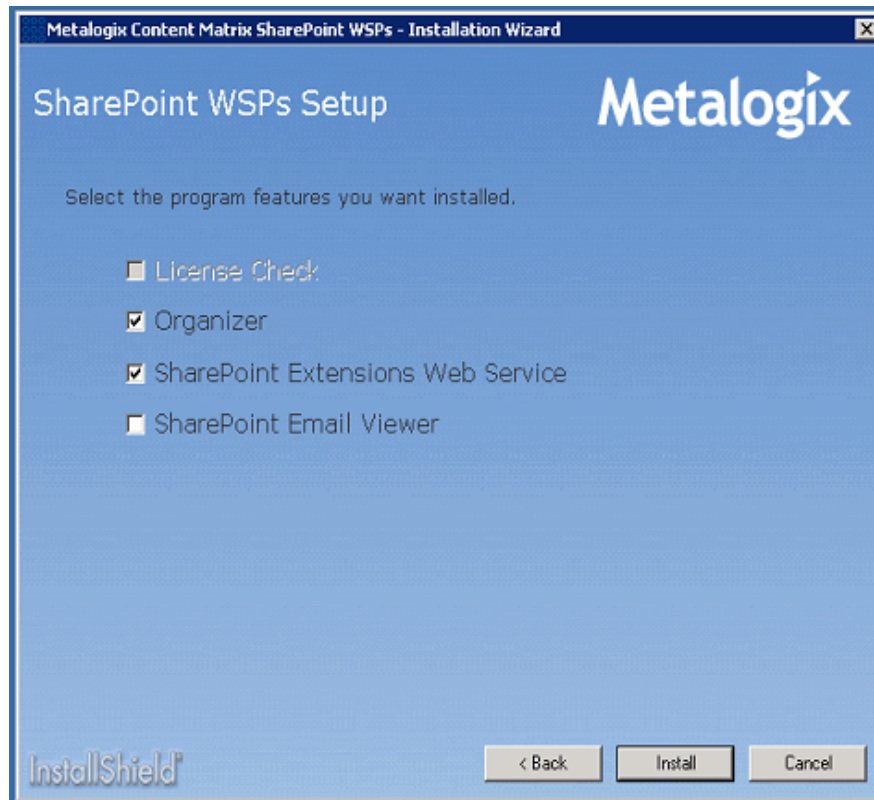 Metalogix Content Matrix SharePoint WSPs - Installation Wizard
SharePoint WSPs Setup
Metalogix
Select the program features you want installed.
License Check
Organizer
SharePoint Extensions Web Service
SharePoint Email Viewer
InstallShield
< Back
Install
Cancel